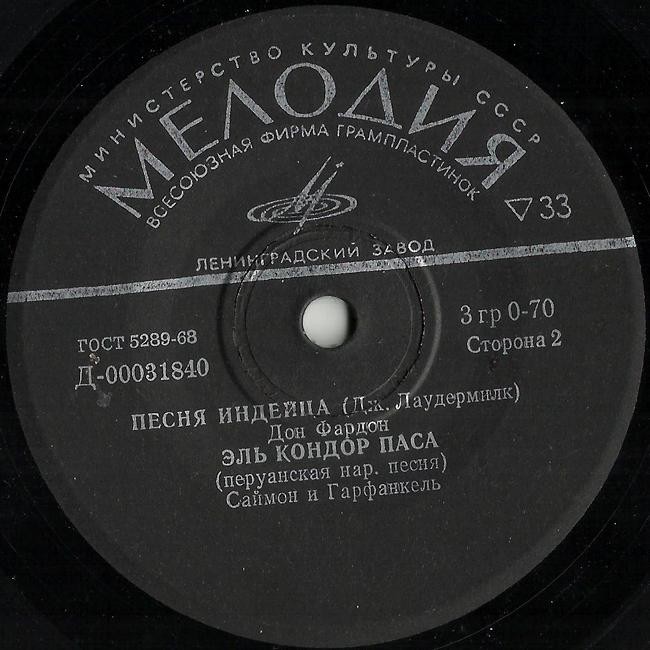 МИНИСТЕРСТВО КУЛЬТУРЫ СССР
МЕЛОДИЯ
ВСЕСОЮЗНАЯ ФИРМА ГРАМПЛАСТИНОК
33
ЛЕНИНГРАДСКИЙ ЗАВОД
ГОСТ 5289-68
3 гр 0-70
Д-00031840
Сторона 2
ПЕСНЯ ИНДЕЙЦА (Дж. Лаудермилк)
Дон Фардон
ЭЛЬ КОНДОР ПАСА
(перуанская нар. песня)
Саймон и Гарфанкель